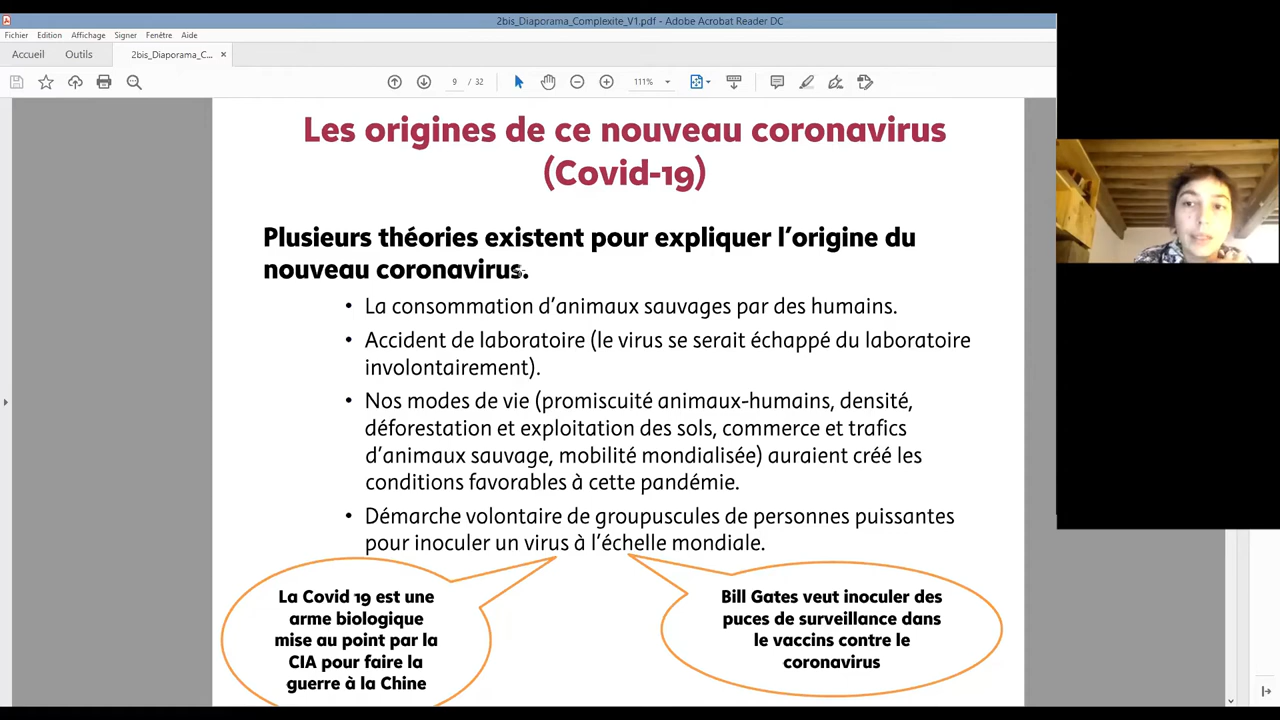 2bis_Diaporama_Complexite_V1.pdf - Adobe Acrobat Reader DC
Fichier Edition Affichage Signer Fenêtre Aide
Accueil Outils 2bis_Diaporama_C... ×
9 / 32 111%
Les origines de ce nouveau coronavirus
(Covid-19)
Plusieurs théories existent pour expliquer l’origine du
nouveau coronavirus.
• La consommation d’animaux sauvages par des humains.
• Accident de laboratoire (le virus se serait échappé du laboratoire
involontairement).
• Nos modes de vie (promiscuité animaux-humains, densité,
déforestation et exploitation des sols, commerce et trafics
d’animaux sauvage, mobilité mondialisée) auraient créé les
conditions favorables à cette pandémie.
• Démarche volontaire de groupuscules de personnes puissantes
pour inoculer un virus à l’échelle mondiale.
La Covid 19 est une
arme biologique
mise au point par la
CIA pour faire la
guerre à la Chine
Bill Gates veut inoculer des
puces de surveillance dans
le vaccins contre le
coronavirus